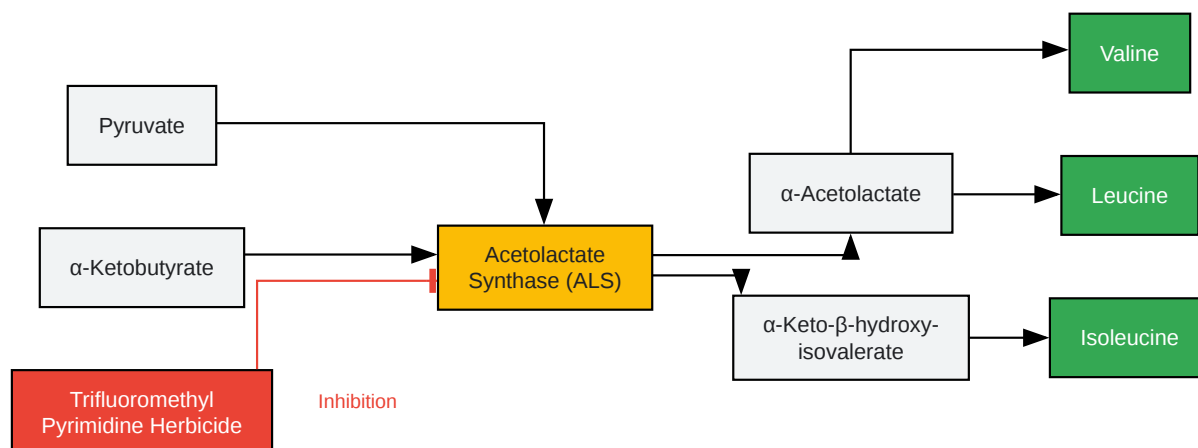 Valine
Pyruvate
α-Acetolactate
Leucine
α-Ketobutyrate
Acetolactate
Synthase (ALS)
α-Keto-β-hydroxy-
isovalerate
Isoleucine
Trifluoromethyl
Pyrimidine Herbicide
Inhibition